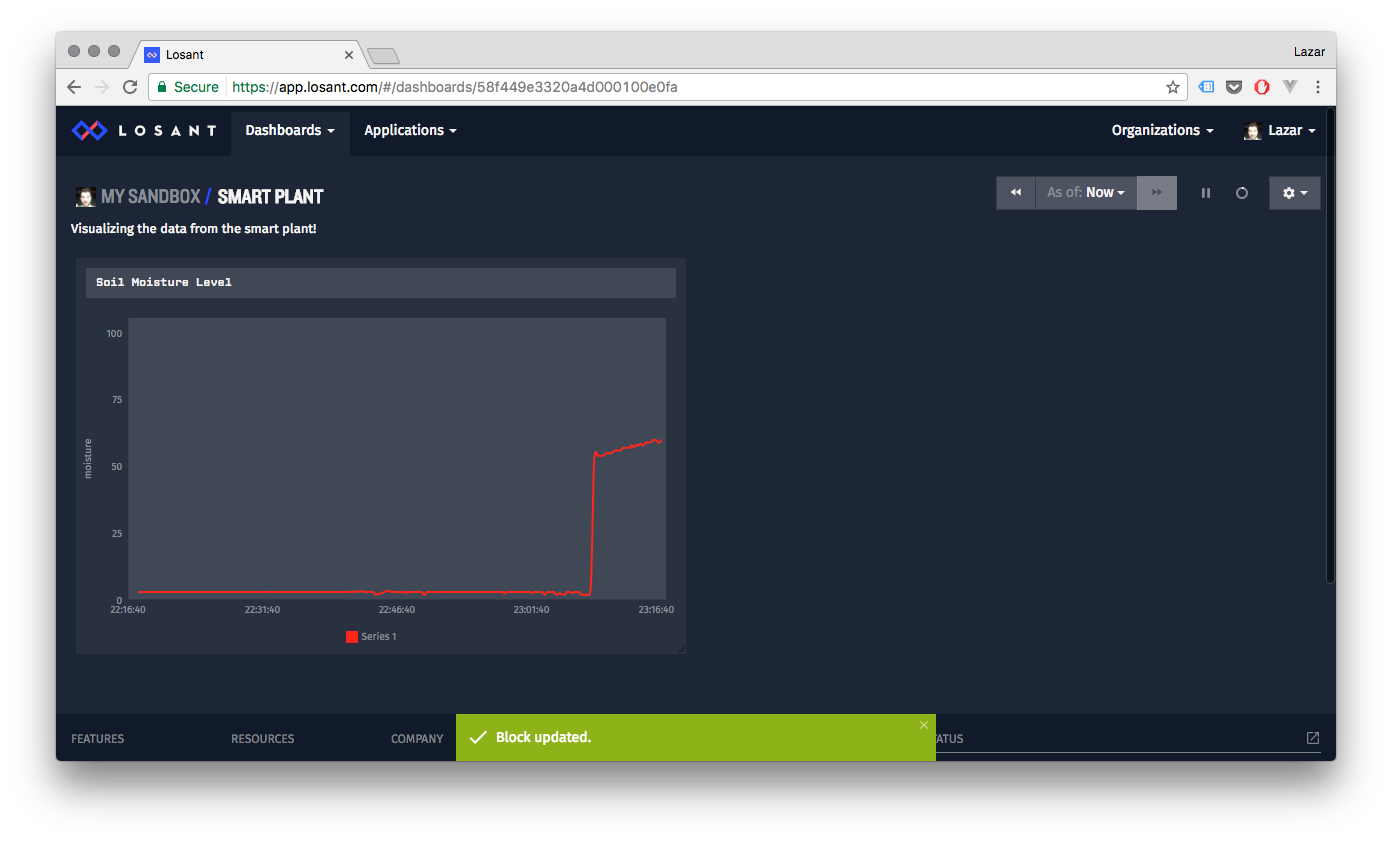 Losant
Lazar
Secure https://app.losant.com/#/dashboards/58f449e3320a4d000100e0fa
LOSANT Dashboards Applications Organizations Lazar
MY SANDBOX / SMART PLANT As of: Now
Visualizing the data from the smart plant!
Soil Moisture Level
100
75
moisture
50
25
0
22:16:40 22:31:40 22:46:40 23:01:40 23:16:40
Series 1
FEATURES RESOURCES COMPANY Block updated. ATUS